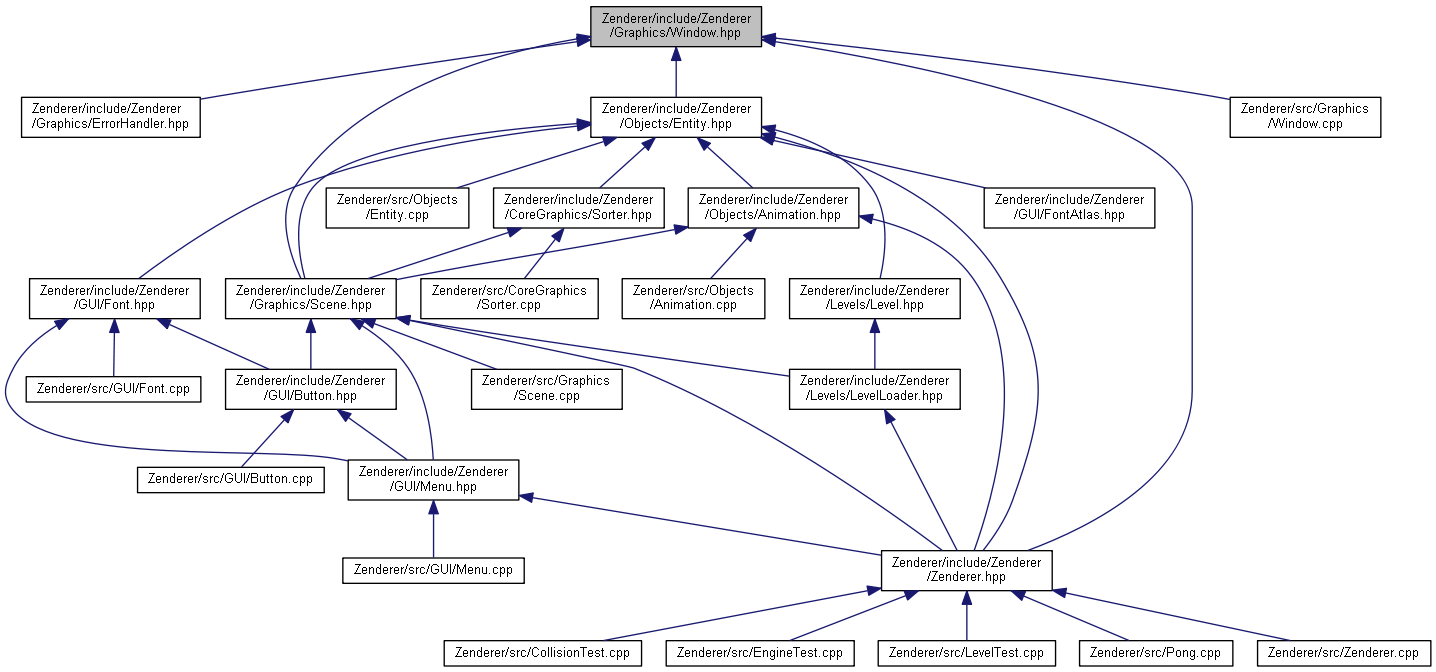 Zenderer/include/Zenderer
/Graphics/Window.hpp
Zenderer/include/Zenderer
/Graphics/ErrorHandler.hpp
Zenderer/include/Zenderer
/Objects/Entity.hpp
Zenderer/src/Graphics
/Window.cpp
Zenderer/src/Objects
/Entity.cpp
Zenderer/include/Zenderer
/CoreGraphics/Sorter.hpp
Zenderer/include/Zenderer
/Objects/Animation.hpp
Zenderer/include/Zenderer
/GUI/FontAtlas.hpp
Zenderer/include/Zenderer
/GUI/Font.hpp
Zenderer/include/Zenderer
/Graphics/Scene.hpp
Zenderer/src/CoreGraphics
/Sorter.cpp
Zenderer/src/Objects
/Animation.cpp
Zenderer/include/Zenderer
/Levels/Level.hpp
Zenderer/src/GUI/Font.cpp
Zenderer/include/Zenderer
/GUI/Button.hpp
Zenderer/src/Graphics
/Scene.cpp
Zenderer/include/Zenderer
/Levels/LevelLoader.hpp
Zenderer/src/GUI/Button.cpp
Zenderer/include/Zenderer
/GUI/Menu.hpp
Zenderer/src/GUI/Menu.cpp
Zenderer/include/Zenderer
/Zenderer.hpp
Zenderer/src/CollisionTest.cpp
Zenderer/src/EngineTest.cpp
Zenderer/src/LevelTest.cpp
Zenderer/src/Pong.cpp
Zenderer/src/Zenderer.cpp